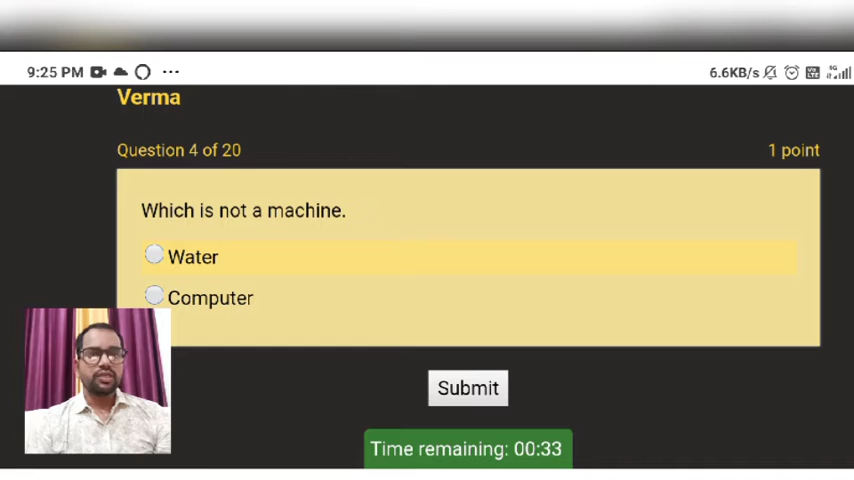 9:25 PM ... 6.6KB/s
Verma
Question 4 of 20 1 point
Which is not a machine.
Water
Computer
Submit
Time remaining: 00:33